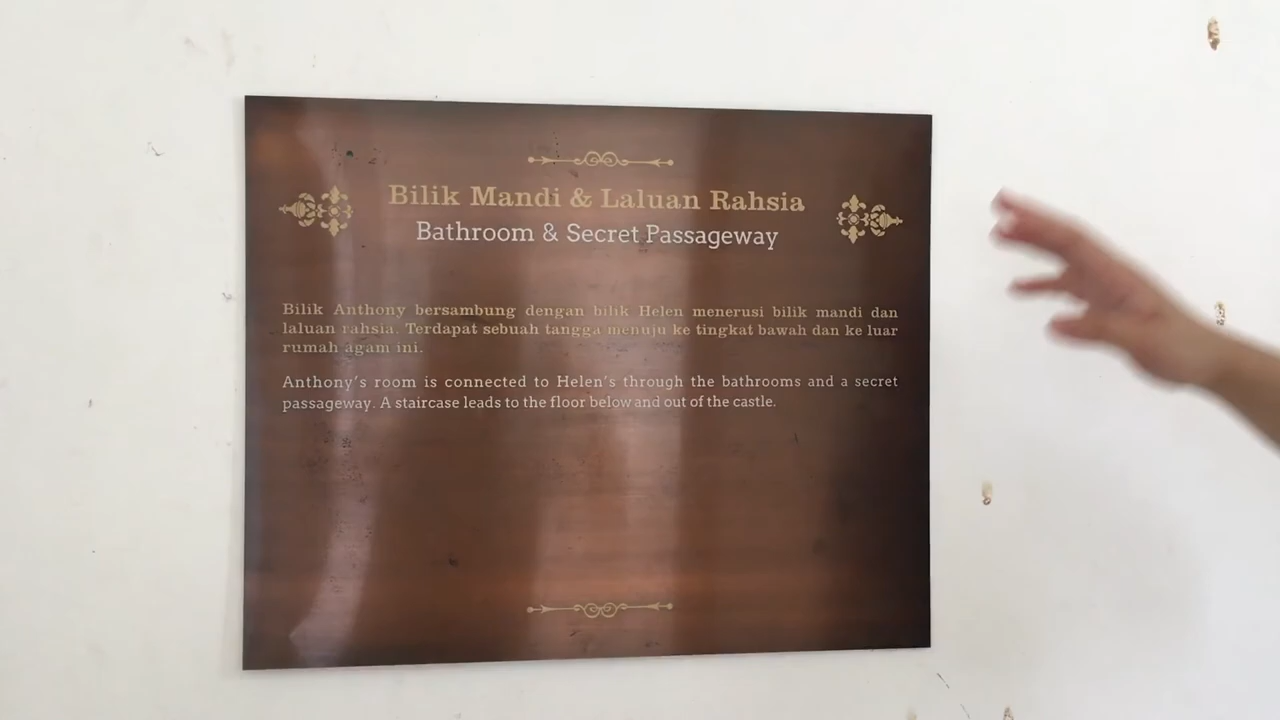 Bilik Mandi & Laluan Rahsia
Bathroom & Secret Passageway
Bilik Anthony bersambung dengan bilik Helen menerusi bilik mandi dan
laluan rahsia. Terdapat sebuah tangga menuju ke tingkat bawah dan ke luar
rumah agam ini.
Anthony's room is connected to Helen's through the bathrooms and a secret
passageway. A staircase leads to the floor below and out of the castle.